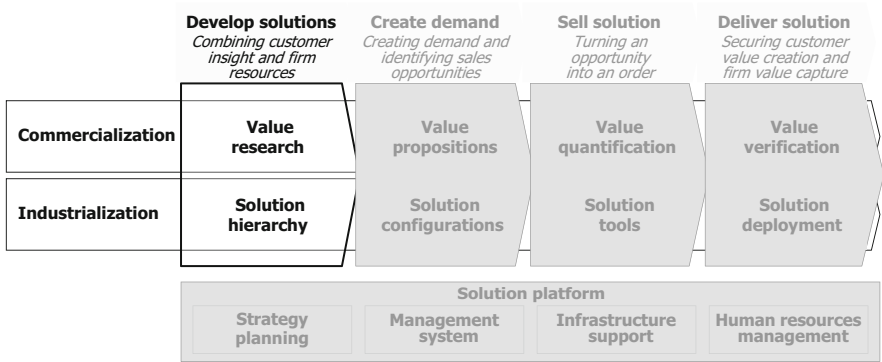 Develop solutions
Combining customer
insight and firm
resources
Create demand
Creating demand and
identifying sales
opportunities
Sell solution
Turning an
opportunity
into an order
Deliver solution
Securing customer
value creation and
firm value capture
Commercialization
Value
research
Value
propositions
Value
quantification
Value
verification
Industrialization
Solution
hierarchy
Solution
configurations
Solution
tools
Solution
deployment
Solution platform
Strategy
planning
Management
system
Infrastructure
support
Human resources
management